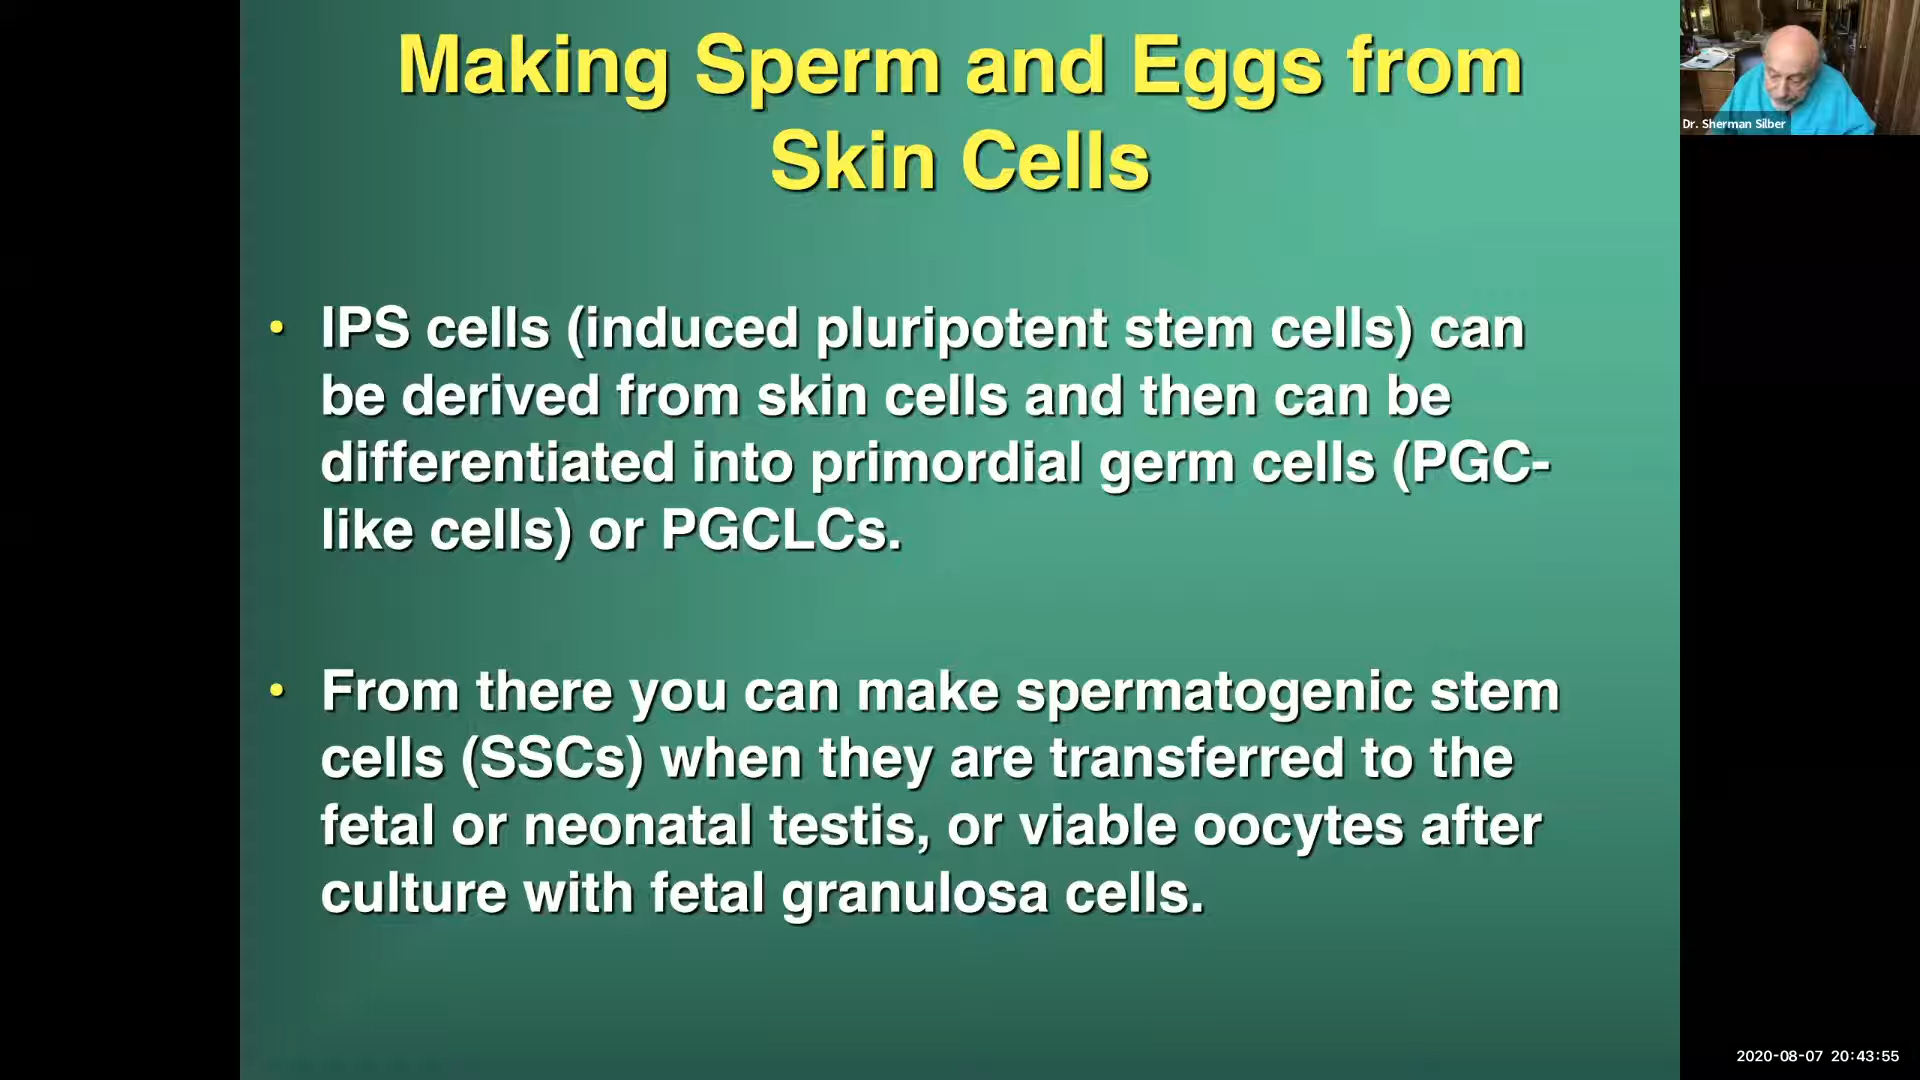 Making Sperm and Eggs from
Skin Cells
Dr. Sherman Silber
• IPS cells (induced pluripotent stem cells) can
be derived from skin cells and then can be
differentiated into primordial germ cells (PGC-
like cells) or PGCLCs.
• From there you can make spermatogenic stem
cells (SSCs) when they are transferred to the
fetal or neonatal testis, or viable oocytes after
culture with fetal granulosa cells.
2020-08-07 20:43:55